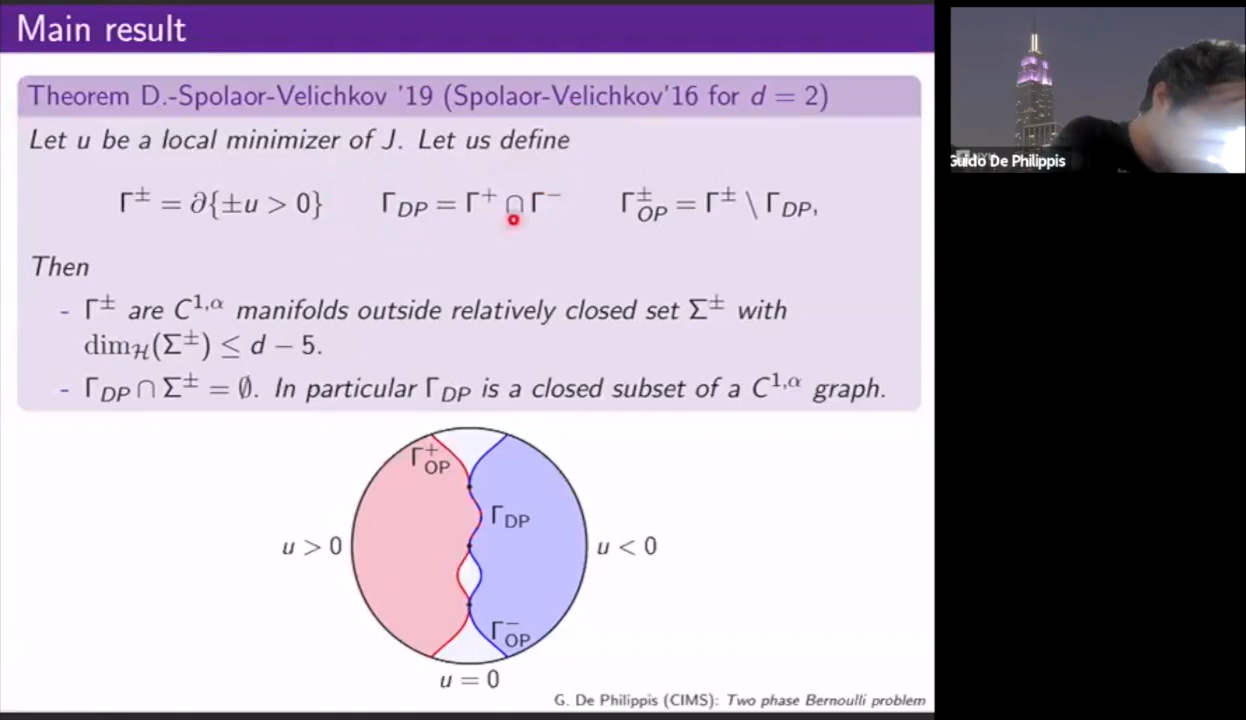 Main result
Theorem D.-Spolaor-Velichkov '19 (Spolaor-Velichkov'16 for d = 2)
Let u be a local minimizer of J. Let us define
Γ± = ∂{±u > 0} Γ_DP = Γ⁺ ∩ Γ⁻ Γ±_OP = Γ± \ Γ_DP,
Then
- Γ± are C^{1,α} manifolds outside relatively closed set Σ± with
dim_ℋ(Σ±) ≤ d − 5.
- Γ_DP ∩ Σ± = ∅. In particular Γ_DP is a closed subset of a C^{1,α} graph.
Γ⁺_OP
Γ_DP
u > 0
u < 0
Γ⁻_OP
u = 0
G. De Philippis (CIMS): Two phase Bernoulli problem
Guido De Philippis